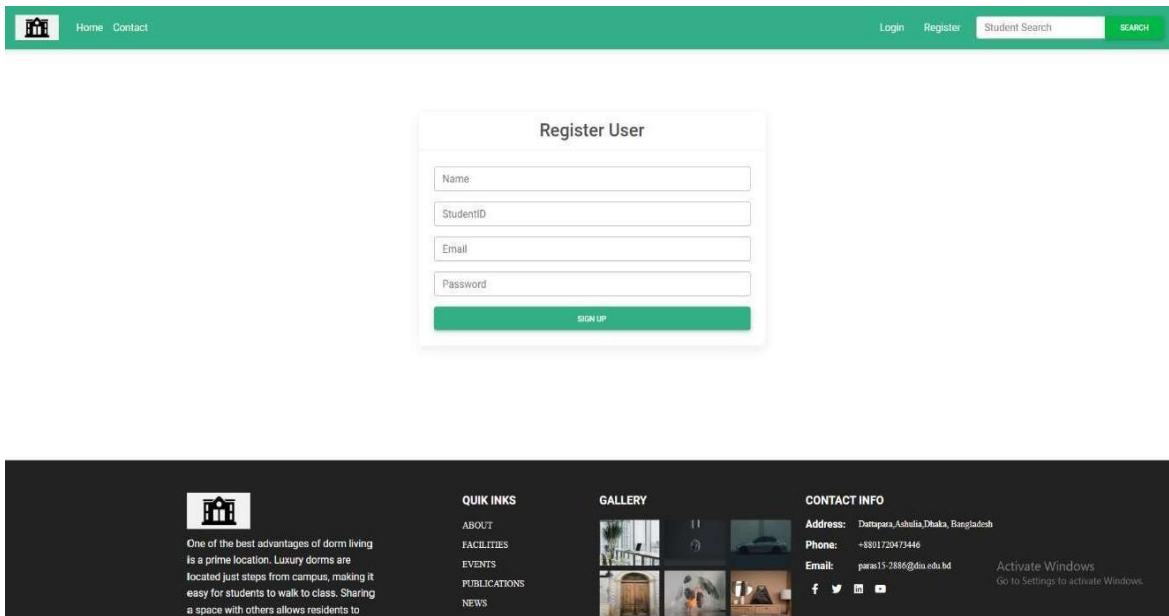 Home Contact
Login Register Student Search SEARCH
Register User
Name
StudentID
Email
Password
SIGN UP
One of the best advantages of dorm living
is a prime location. Luxury dorms are
located just steps from campus, making it
easy for students to walk to class. Sharing
a space with others allows residents to
QUIK INKS
ABOUT
FACILITIES
EVENTS
PUBLICATIONS
NEWS
GALLERY
CONTACT INFO
Address: Dattapara,Ashulia,Dhaka, Bangladesh
Phone: +8801720473446
Email: paras15-2886@diu.edu.bd
Activate Windows
Go to Settings to activate Windows.